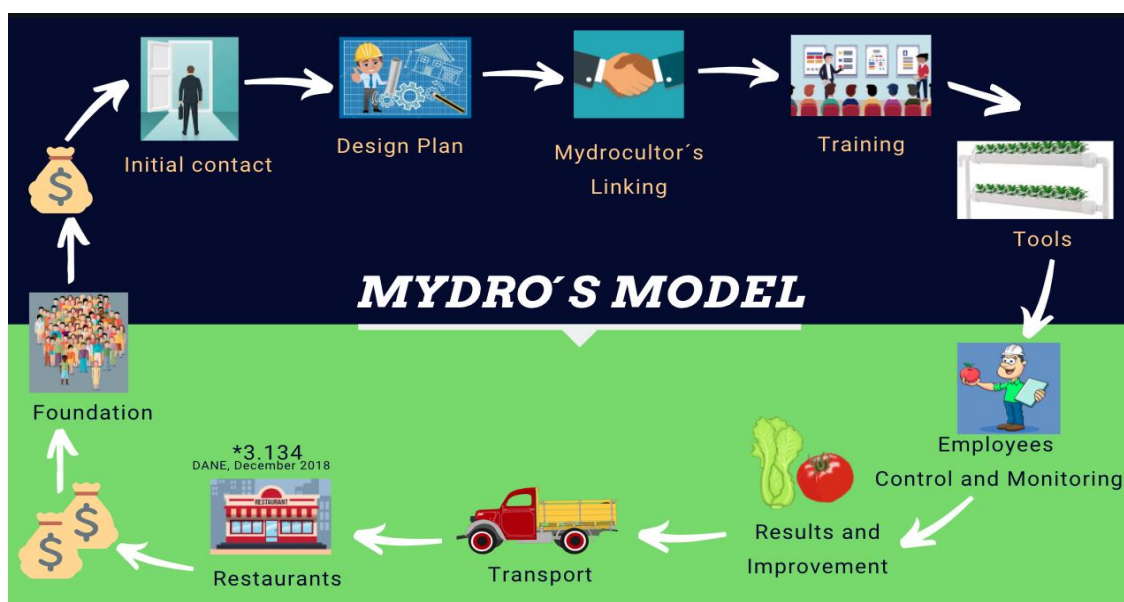 Initial contact
Design Plan
Mydrocultor´s
Linking
Training
Tools
MYDRO´S MODEL
Employees
Control and Monitoring
Results and
Improvement
Transport
*3.134
DANE, December 2018
RESTAURANT
Restaurants
$
$
Foundation
$